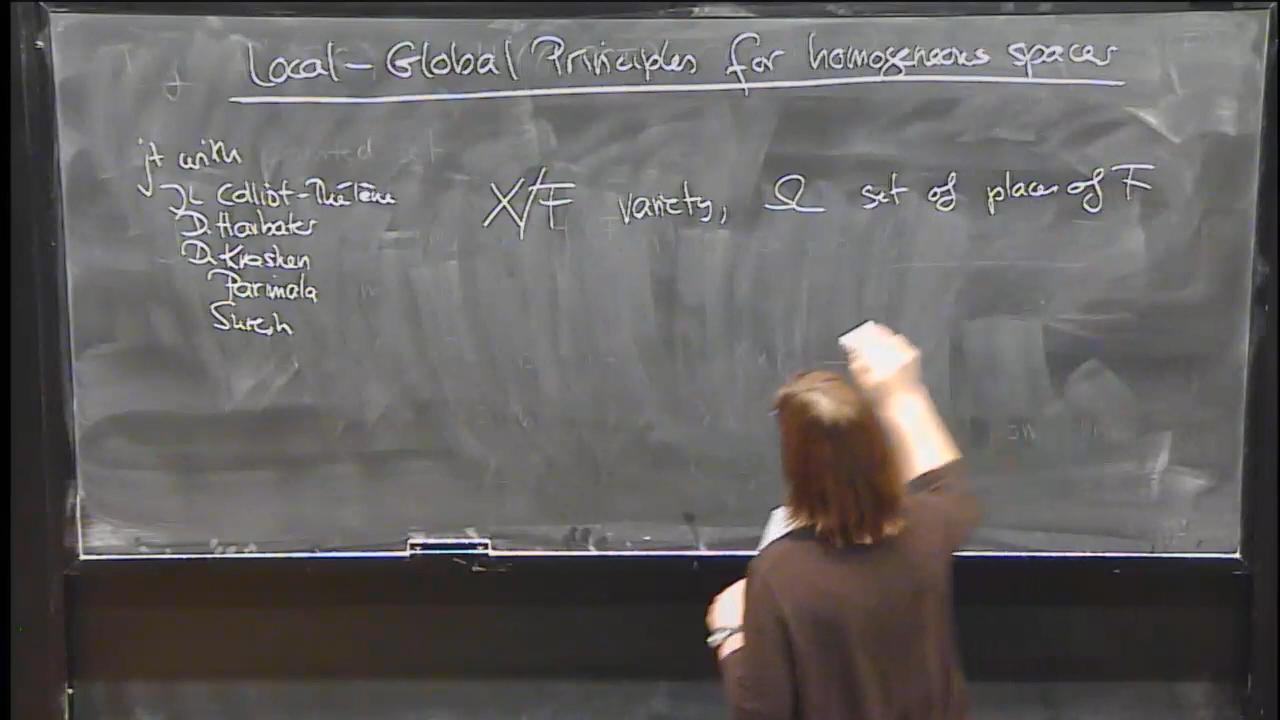 Local-Global Principles for homogeneous spaces
jt with
JL Colliot-Thélène
D. Harbater
D. Krashen
Parimala
Suresh
X/F variety, Ω set of places of F